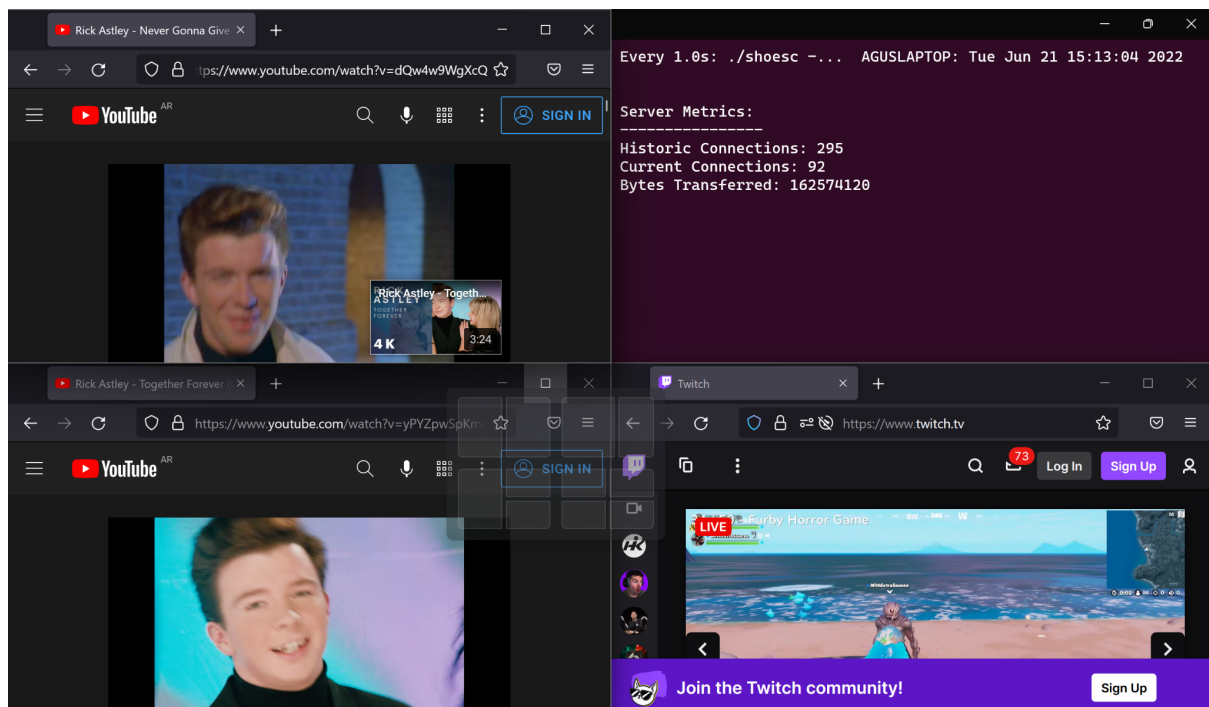 Rick Astley - Never Gonna Give
tps://www.youtube.com/watch?v=dQw4w9WgXcQ
YouTube AR
SIGN IN
RICK
ASTLEY
TOGETHER
FOREVER
4K
Rick Astley - Togeth...
3:24
Every 1.0s: ./shoesc -... AGUSLAPTOP: Tue Jun 21 15:13:04 2022
Server Metrics:
----------------
Historic Connections: 295
Current Connections: 92
Bytes Transferred: 162574120
Rick Astley - Together Forever
https://www.youtube.com/watch?v=yPYZpwSpKm
YouTube AR
SIGN IN
Twitch
https://www.twitch.tv
73
Log In
Sign Up
LIVE
Furby Horror Game
Join the Twitch community!
Sign Up